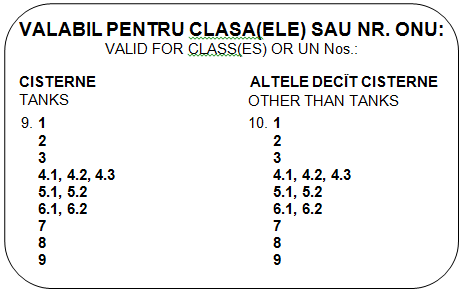 VALABIL PENTRU CLASA(ELE) SAU NR. ONU:
VALID FOR CLASS(ES) OR UN Nos.:
CISTERNE
TANKS
9. 1
2
3
4.1, 4.2, 4.3
5.1, 5.2
6.1, 6.2
7
8
9
ALTELE DECÎT CISTERNE
OTHER THAN TANKS
10. 1
2
3
4.1, 4.2, 4.3
5.1, 5.2
6.1, 6.2
7
8
9